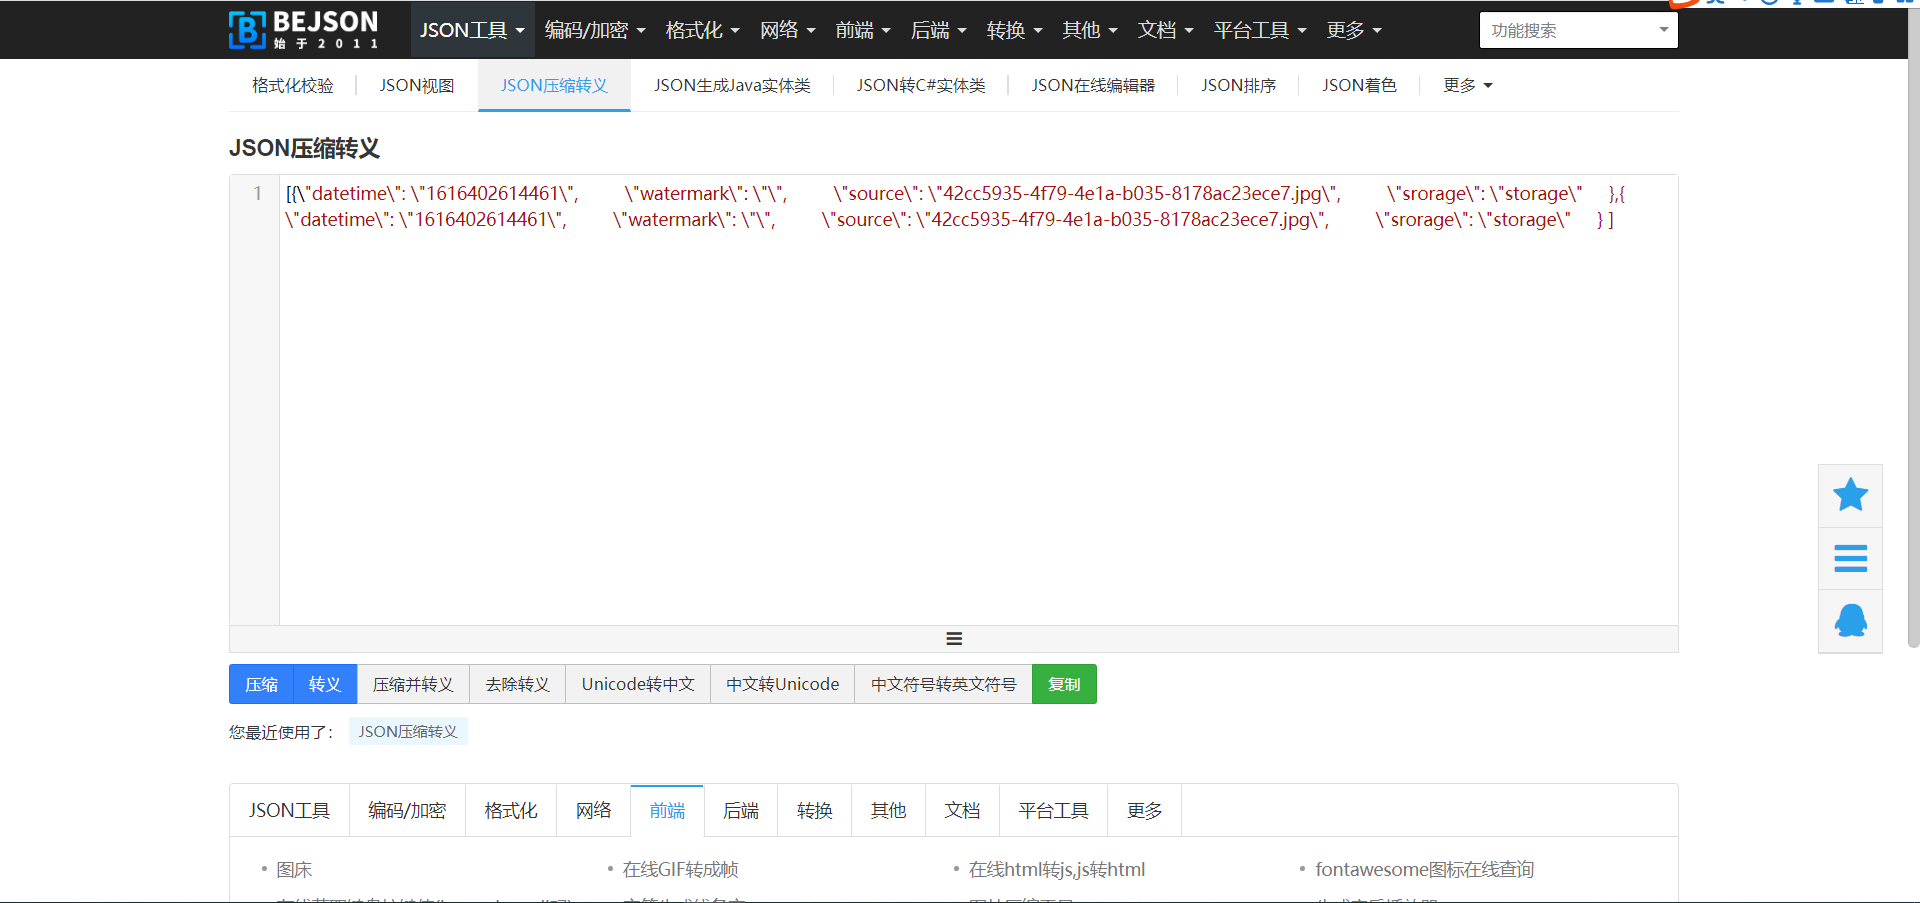 BEJSON
始于2011
JSON工具 编码/加密 格式化 网络 前端 后端 转换 其他 文档 平台工具 更多 功能搜索
格式化校验 JSON视图 JSON压缩转义 JSON生成Java实体类 JSON转C#实体类 JSON在线编辑器 JSON排序 JSON着色 更多
JSON压缩转义
1 [{\"datetime\": \"1616402614461\", \"watermark\": \"\", \"source\": \"42cc5935-4f79-4e1a-b035-8178ac23ece7.jpg\", \"srorage\": \"storage\" },{
\"datetime\": \"1616402614461\", \"watermark\": \"\", \"source\": \"42cc5935-4f79-4e1a-b035-8178ac23ece7.jpg\", \"srorage\": \"storage\" } ]
压缩 转义 压缩并转义 去除转义 Unicode转中文 中文转Unicode 中文符号转英文符号 复制
您最近使用了： JSON压缩转义
JSON工具 编码/加密 格式化 网络 前端 后端 转换 其他 文档 平台工具 更多
• 图床 • 在线GIF转成帧 • 在线html转js,js转html • fontawesome图标在线查询